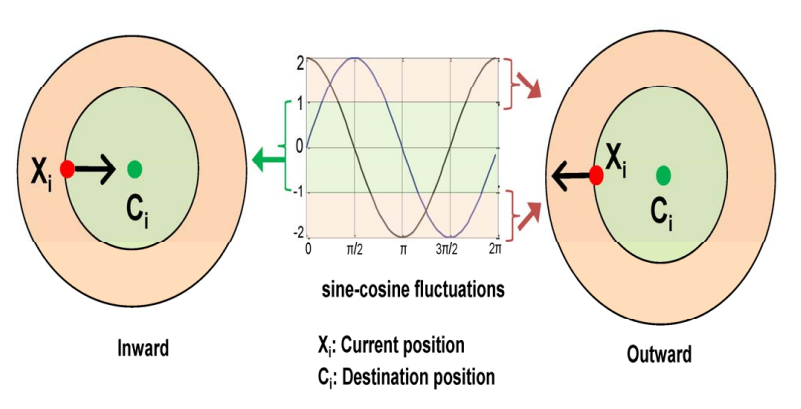 2
1
0
-1
-2
0 π/2 π 3π/2 2π
Xᵢ
Cᵢ
Xᵢ
Cᵢ
sine-cosine fluctuations
Inward
Xᵢ: Current position
Cᵢ: Destination position
Outward